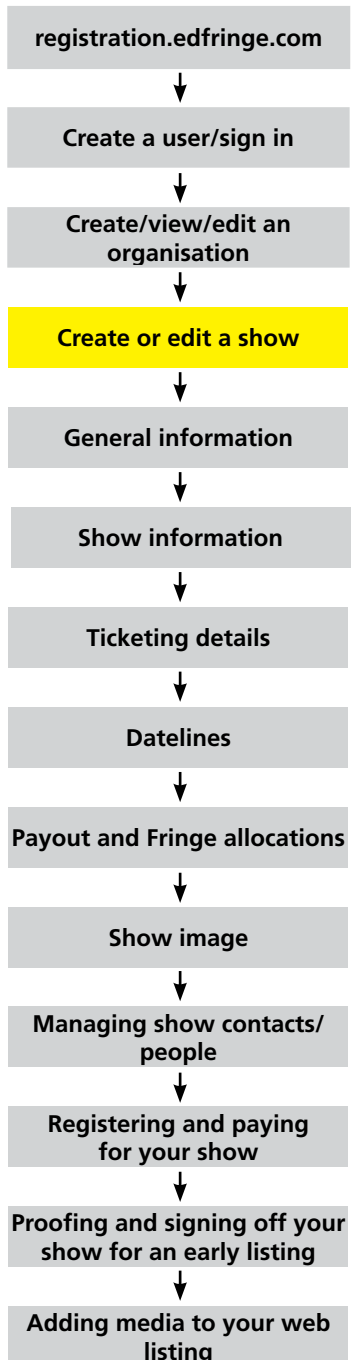 registration.edfringe.com
Create a user/sign in
Create/view/edit an
organisation
Create or edit a show
General information
Show information
Ticketing details
Datelines
Payout and Fringe allocations
Show image
Managing show contacts/
people
Registering and paying
for your show
Proofing and signing off your
show for an early listing
Adding media to your web
listing